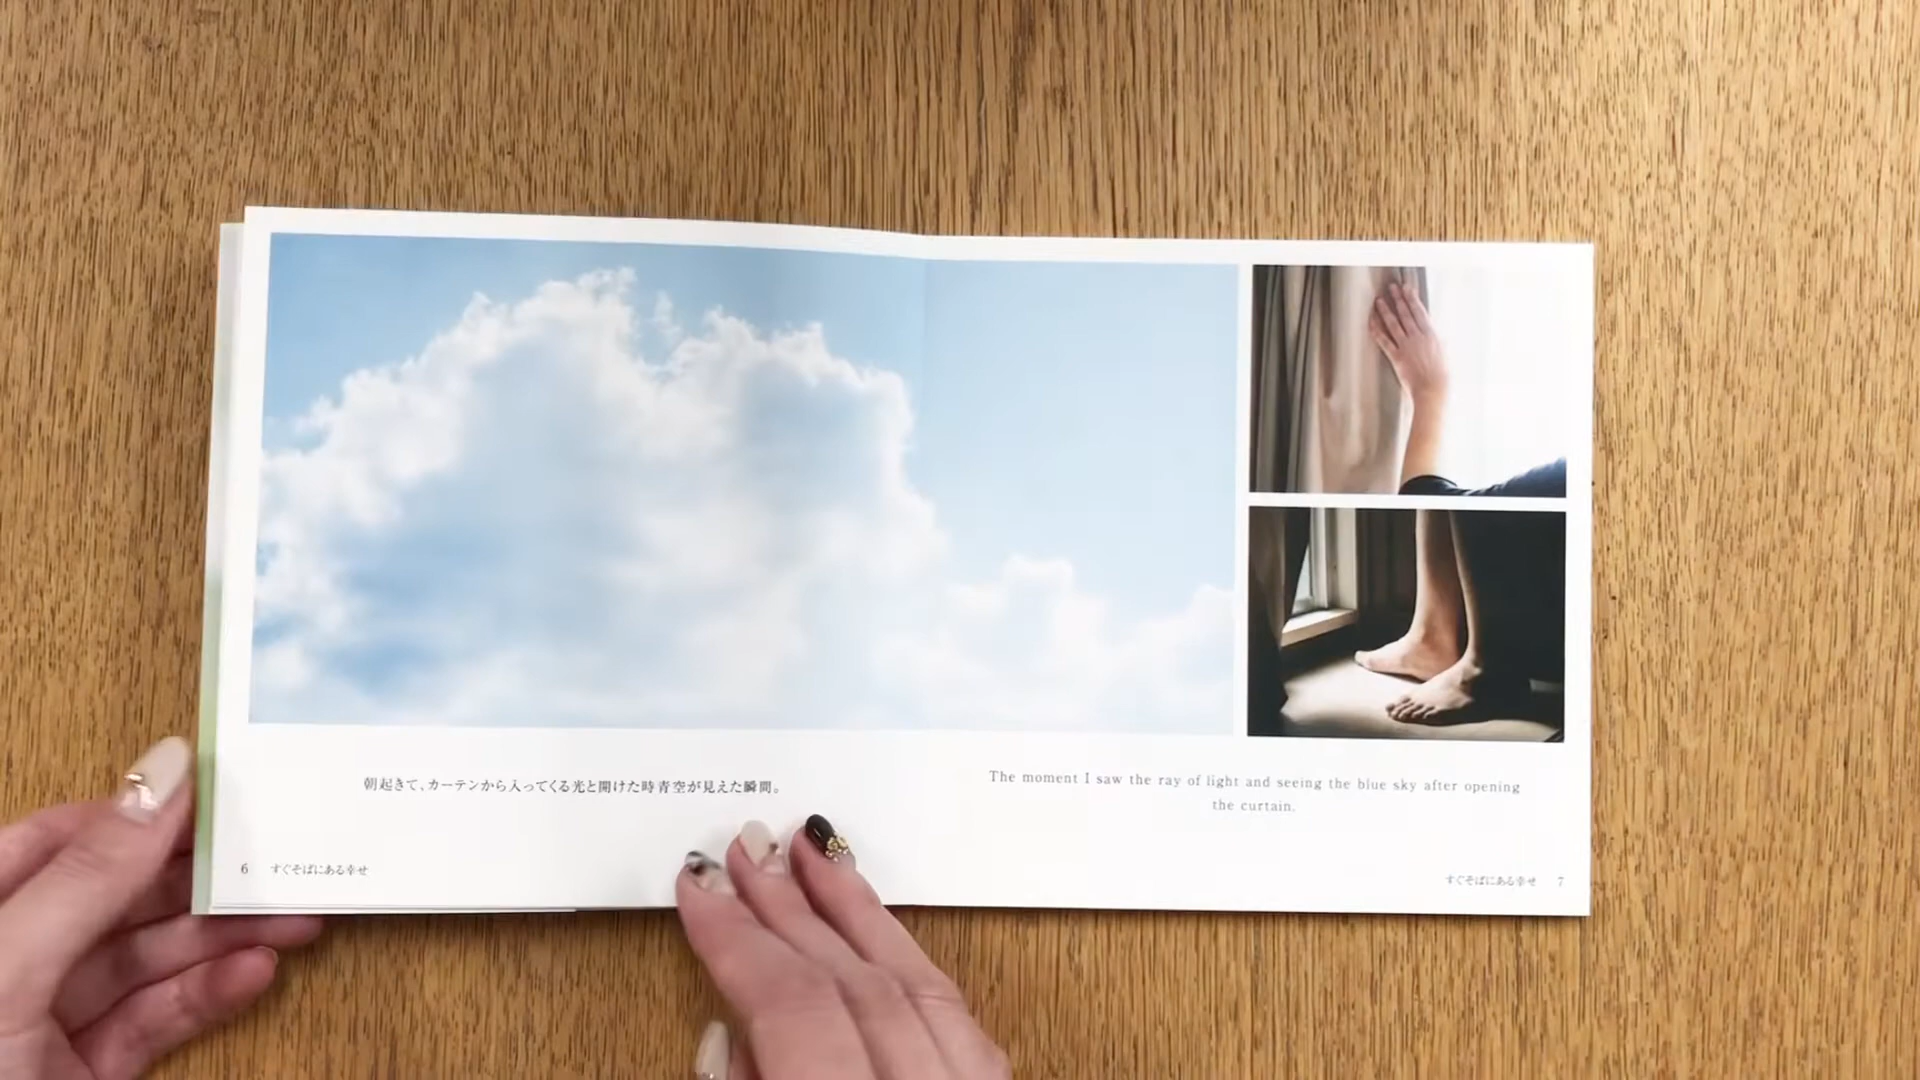 朝起きて、カーテンから入ってくる光と開けた時青空が見えた瞬間。
The moment I saw the ray of light and seeing the blue sky after opening
the curtain.
6 すぐそばにある幸せ
すぐそばにある幸せ 7